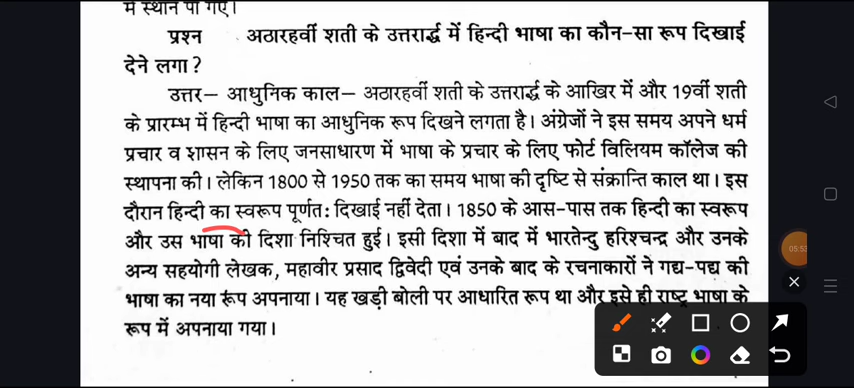 में स्थान पा गए।
प्रश्न अठारहवीं शती के उत्तरार्द्ध में हिन्दी भाषा का कौन-सा रूप दिखाई
देने लगा?
उत्तर– आधुनिक काल– अठारहवीं शती के उत्तरार्द्ध के आखिर में और 19वीं शती
के प्रारम्भ में हिन्दी भाषा का आधुनिक रूप दिखने लगता है। अंग्रेजों ने इस समय अपने धर्म
प्रचार व शासन के लिए जनसाधारण में भाषा के प्रचार के लिए फोर्ट विलियम कॉलेज की
स्थापना की। लेकिन 1800 से 1950 तक का समय भाषा की दृष्टि से संक्रान्ति काल था। इस
दौरान हिन्दी का स्वरूप पूर्णत: दिखाई नहीं देता। 1850 के आस-पास तक हिन्दी का स्वरूप
और उस भाषा की दिशा निश्चित हुई। इसी दिशा में बाद में भारतेन्दु हरिश्चन्द्र और उनके
अन्य सहयोगी लेखक, महावीर प्रसाद द्विवेदी एवं उनके बाद के रचनाकारों ने गद्य-पद्य की
भाषा का नया रूप अपनाया। यह खड़ी बोली पर आधारित रूप था और इसे ही राष्ट्र भाषा के
रूप में अपनाया गया।
05:53